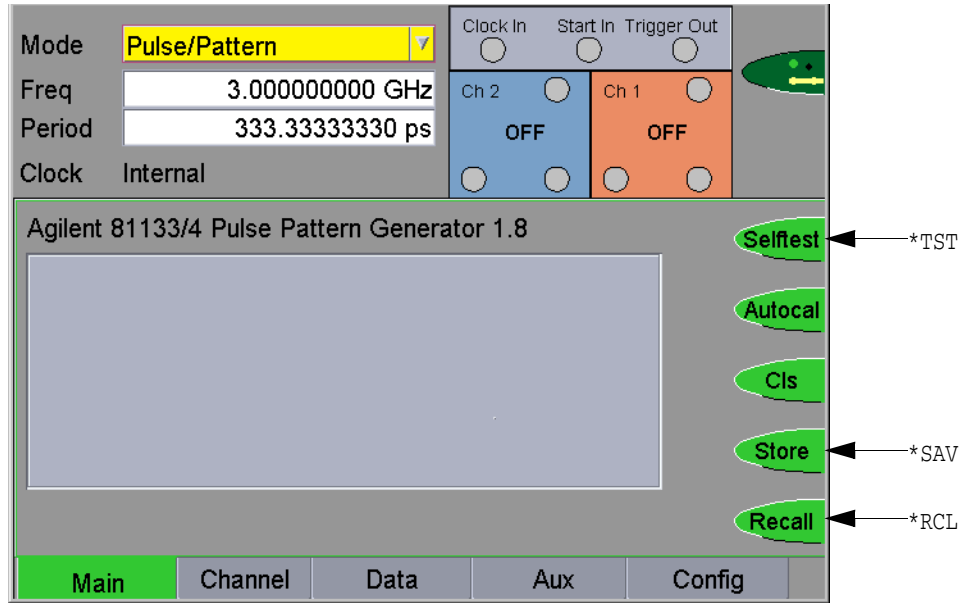 Mode Pulse/Pattern
Freq 3.000000000 GHz
Period 333.33333330 ps
Clock Internal
Clock In Start In Trigger Out
Ch 2 Ch 1
OFF OFF
Agilent 81133/4 Pulse Pattern Generator 1.8
Selftest *TST
Autocal
Cls
Store *SAV
Recall *RCL
Main Channel Data Aux Config